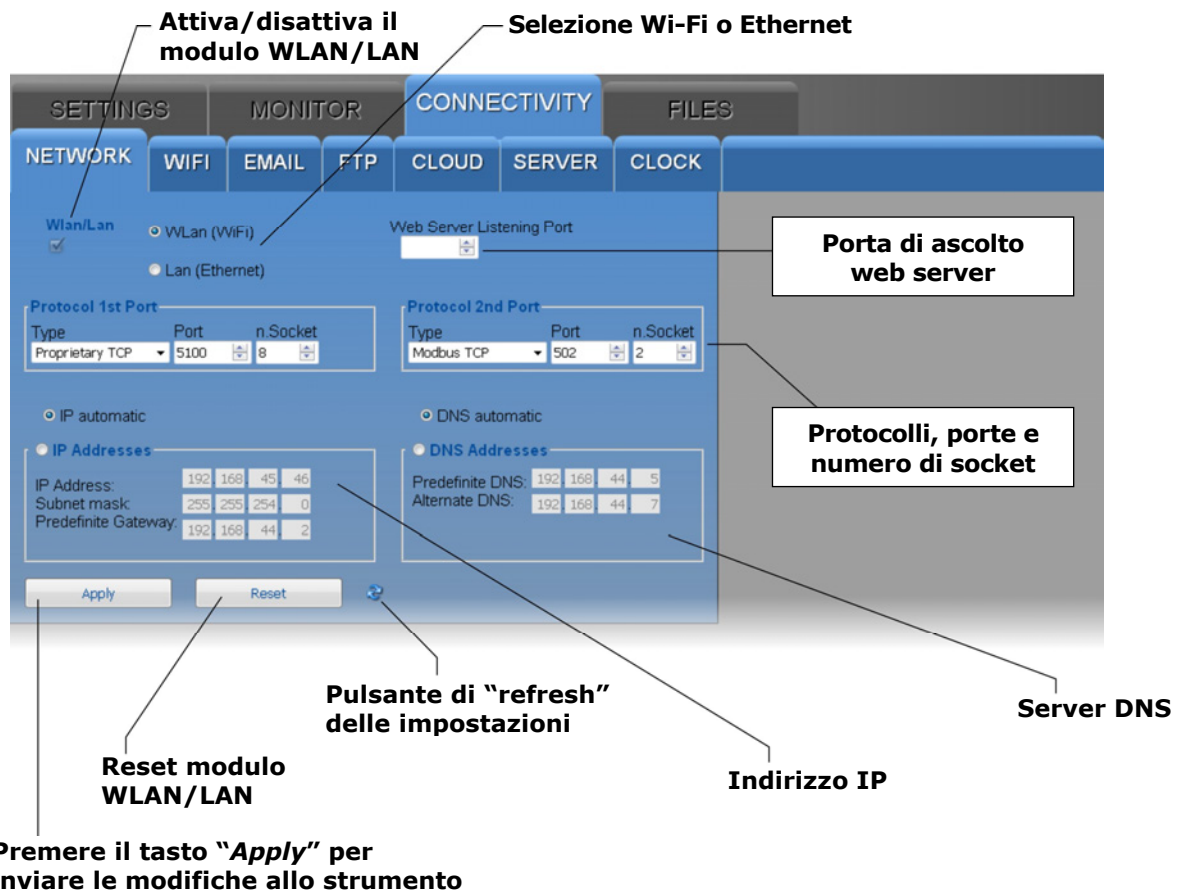 Attiva/disattiva il
modulo WLAN/LAN
Selezione Wi-Fi o Ethernet
SETTINGS MONITOR CONNECTIVITY FILES
NETWORK WIFI EMAIL FTP CLOUD SERVER CLOCK
Wlan/Lan
WLan (WiFi)
Lan (Ethernet)
Web Server Listening Port
Porta di ascolto
web server
Protocol 1st Port
Type Port n.Socket
Proprietary TCP 5100 8
Protocol 2nd Port
Type Port n.Socket
Modbus TCP 502 2
IP automatic
DNS automatic
Protocolli, porte e
numero di socket
IP Addresses
IP Address: 192. 168. 45. 46
Subnet mask: 255. 255. 254. 0
Predefinite Gateway: 192. 168. 44. 2
DNS Addresses
Predefinite DNS: 192. 168. 44. 5
Alternate DNS: 192. 168. 44. 7
Apply Reset
Pulsante di “refresh”
delle impostazioni
Server DNS
Reset modulo
WLAN/LAN
Indirizzo IP
Premere il tasto “Apply” per
nviare le modifiche allo strumento